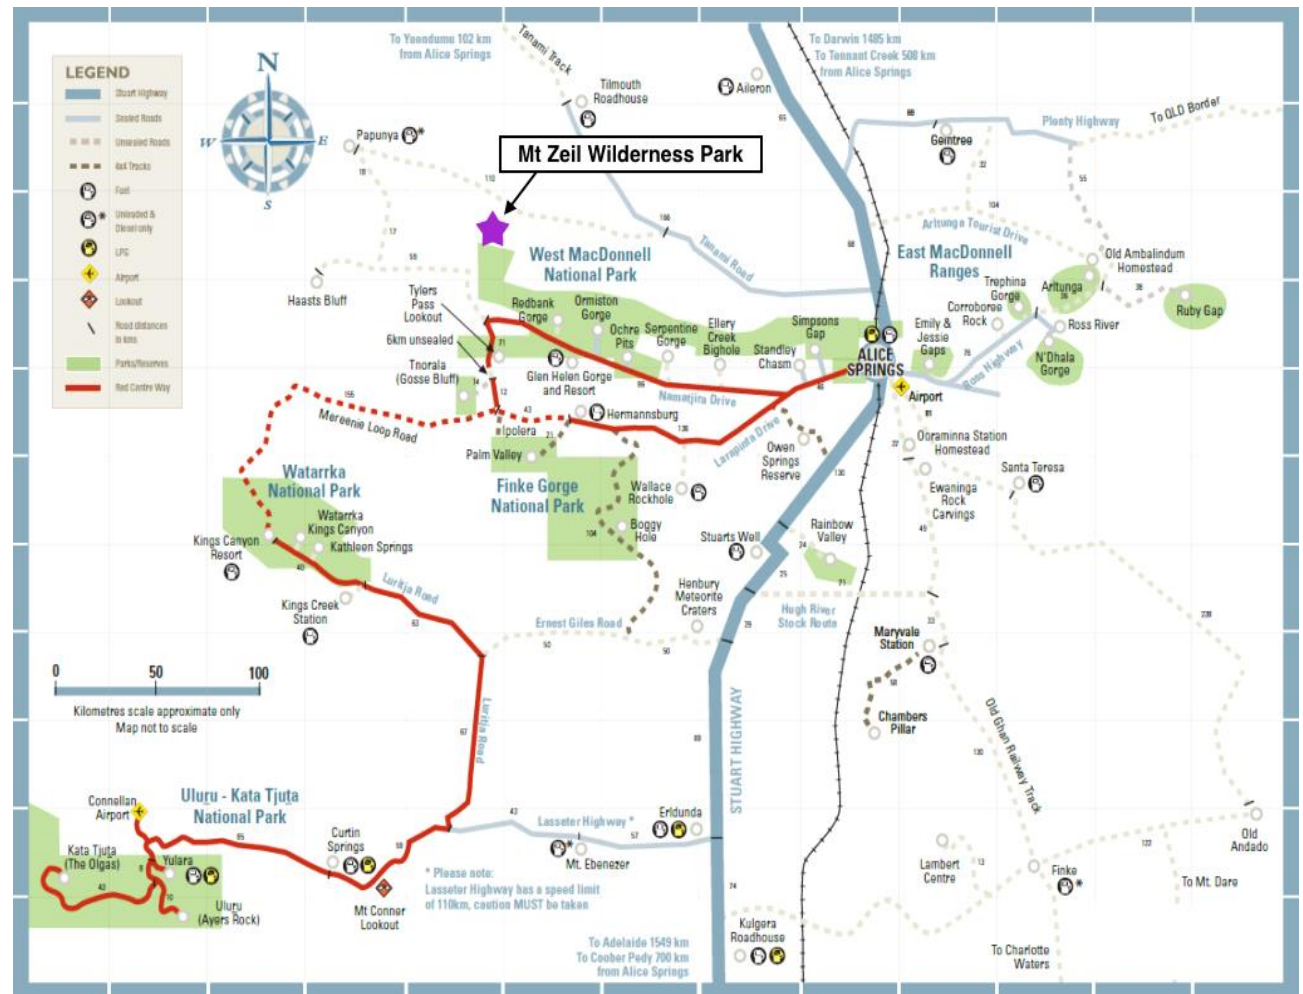 To Yuendumu 102 km
from Alice Springs
Tanami Track
Tilmouth
Roadhouse
Aileron
To Darwin 1485 km
To Tennant Creek 508 km
from Alice Springs
To QLD Border
Plenty Highway
Gemtree
LEGEND
Stuart Highway
Sealed Roads
Unsealed Roads
4x4 Tracks
Fuel
Unleaded &
Diesel only
LPG
Airport
Lookout
Road distances
in kms
Parks/Reserves
Red Centre Way
N
W
E
S
Papunya
*
Mt Zeil Wilderness Park
West MacDonnell
National Park
Tanami Road
East MacDonnell
Ranges
Arltunga Tourist Drive
Old Ambalindum
Homestead
Haasts Bluff
Tylers
Pass
Lookout
6km unsealed
Redbank
Gorge
Ormiston
Gorge
Ochre
Pits
Serpentine
Gorge
Ellery
Creek
Bighole
Simpsons
Gap
Standley
Chasm
ALICE
SPRINGS
Emily &
Jessie
Gaps
Trephina
Gorge
Corroboree
Rock
Arltunga
Ross River
Ruby Gap
N'Dhala
Gorge
Ross Highway
Airport
Tnorala
(Gosse Bluff)
Glen Helen Gorge
and Resort
Namatjira Drive
Larapinta Drive
Hermannsburg
Mereenie Loop Road
Ipolera
Palm Valley
Finke Gorge
National Park
Owen
Springs
Reserve
Ooraminna Station
Homestead
Santa Teresa
Ewaninga
Rock
Carvings
Watarrka
National Park
Watarrka
Kings Canyon
Kathleen Springs
Kings Canyon
Resort
Kings Creek
Station
Luritja Road
Wallace
Rockhole
Boggy
Hole
Stuarts Well
Rainbow
Valley
Henbury
Meteorite
Craters
Ernest Giles Road
Hugh River
Stock Route
Maryvale
Station
Chambers
Pillar
Old Ghan Railway Track
0
50
100
Kilometres scale approximate only
Map not to scale
Luritja Road
STUART HIGHWAY
Connellan
Airport
Uluru - Kata Tjuta
National Park
Kata Tjuta
(The Olgas)
Yulara
Uluru
(Ayers Rock)
Curtin
Springs
Mt Conner
Lookout
Lasseter Highway *
Mt. Ebenezer
Erldunda
* Please note:
Lasseter Highway has a speed limit
of 110km, caution MUST be taken
To Adelaide 1549 km
To Coober Pedy 700 km
from Alice Springs
Kulgera
Roadhouse
Lambert
Centre
Finke
*
Old
Andado
To Mt. Dare
To Charlotte
Waters